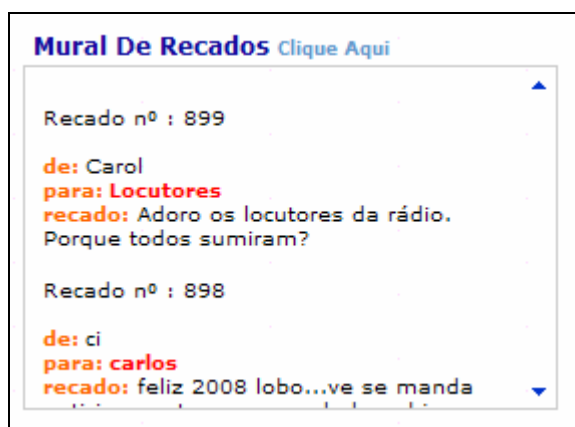 Mural De Recados Clique Aqui
Recado nº : 899
de: Carol
para: Locutores
recado: Adoro os locutores da rádio.
Porque todos sumiram?
Recado nº : 898
de: ci
para: carlos
recado: feliz 2008 lobo...ve se manda